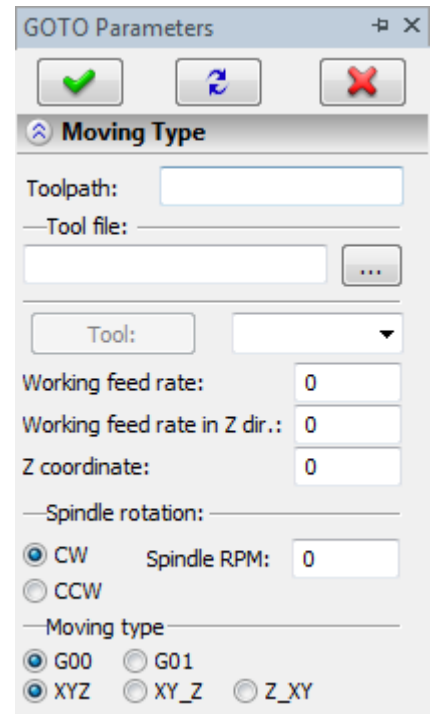 GOTO Parameters
Moving Type
Toolpath:
Tool file:
...
Tool:
Working feed rate: 0
Working feed rate in Z dir.: 0
Z coordinate: 0
Spindle rotation:
CW Spindle RPM: 0
CCW
Moving type
G00 G01
XYZ XY_Z Z_XY